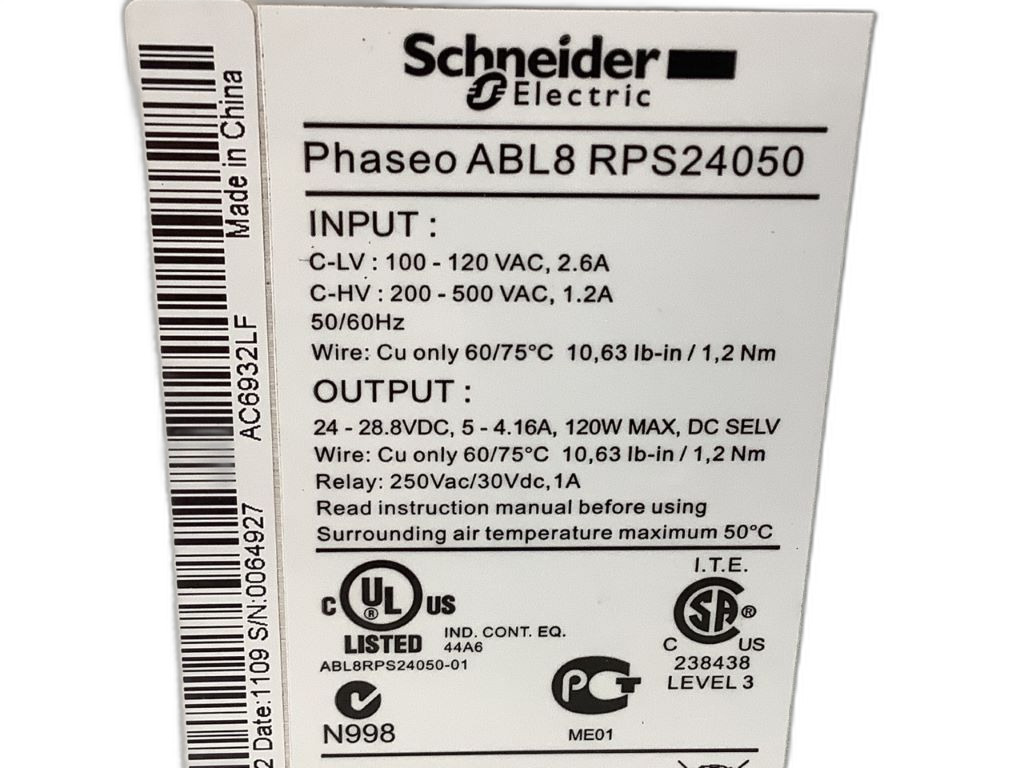 Schneider
Electric
Phaseo ABL8 RPS24050
INPUT :
C-LV : 100 - 120 VAC, 2.6A
C-HV : 200 - 500 VAC, 1.2A
50/60Hz
Wire: Cu only 60/75°C 10,63 lb-in / 1,2 Nm
OUTPUT :
24 - 28.8VDC, 5 - 4.16A, 120W MAX, DC SELV
Wire: Cu only 60/75°C 10,63 lb-in / 1,2 Nm
Relay: 250Vac/30Vdc,1A
Read instruction manual before using
Surrounding air temperature maximum 50°C
C UL ® US
LISTED
IND. CONT. EQ.
44A6
ABL8RPS24050-01
N998
I.T.E.
SA ®
C US
238438
LEVEL 3
PCT
ME01
Made in China
AC6932LF
2 Date:1109 S/N:0064927